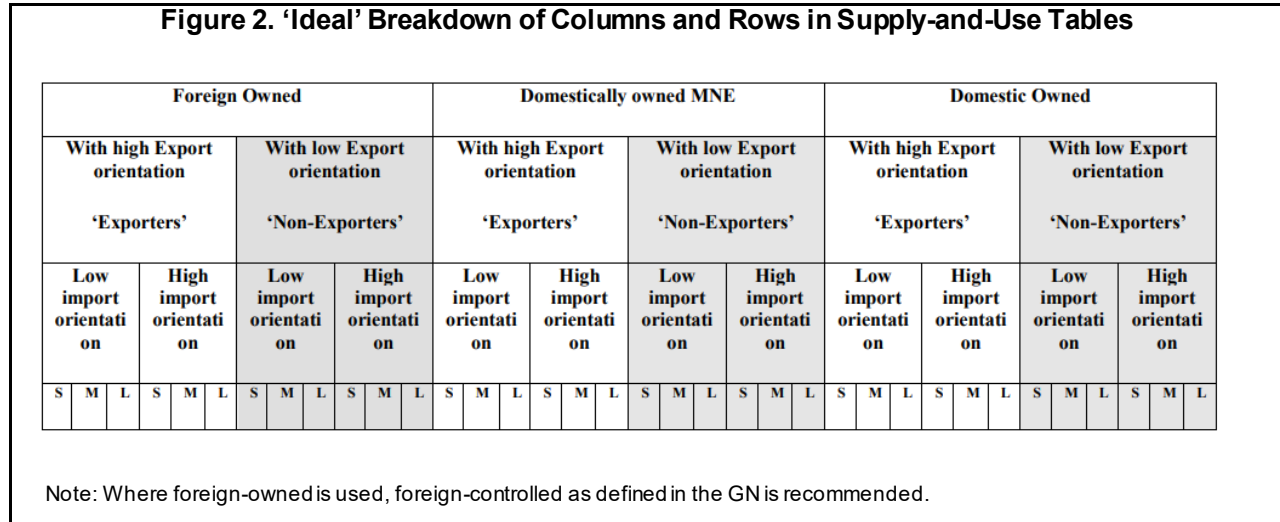 Figure 2. ‘Ideal’ Breakdown of Columns and Rows in Supply-and-Use Tables
Foreign Owned
Domestically owned MNE
Domestic Owned
With high Export
orientation
‘Exporters’
With low Export
orientation
‘Non-Exporters’
With high Export
orientation
‘Exporters’
With low Export
orientation
‘Non-Exporters’
With high Export
orientation
‘Exporters’
With low Export
orientation
‘Non-Exporters’
Low
import
orientati
on
High
import
orientati
on
Low
import
orientati
on
High
import
orientati
on
Low
import
orientati
on
High
import
orientati
on
Low
import
orientati
on
High
import
orientati
on
Low
import
orientati
on
High
import
orientati
on
Low
import
orientati
on
High
import
orientati
on
S M L S M L S M L S M L S M L S M L S M L S M L S M L S M L S M L S M L
Note: Where foreign-owned is used, foreign-controlled as defined in the GN is recommended.